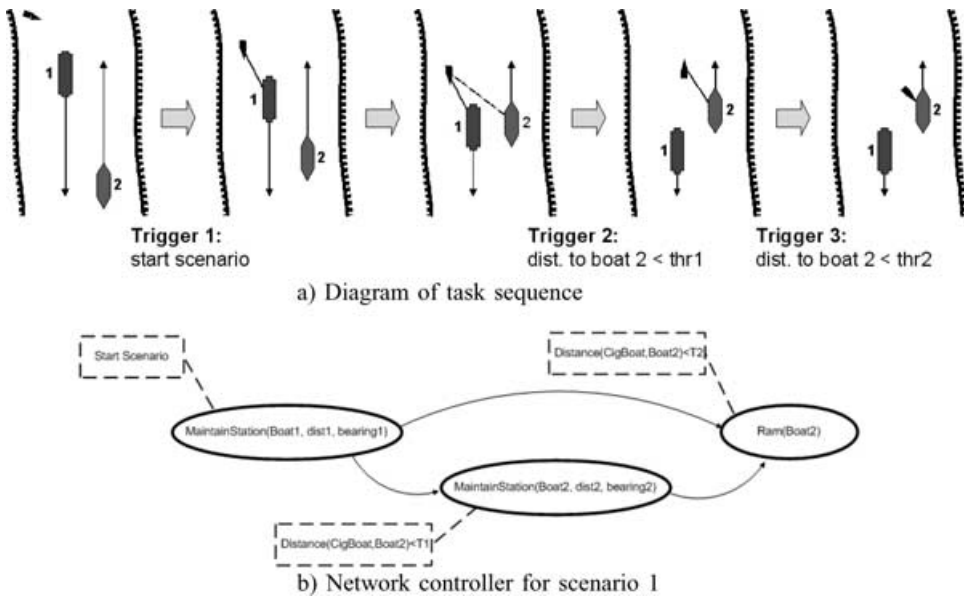 1
2
1
2
1
2
1
2
1
2
Trigger 1:
start scenario
Trigger 2:
dist. to boat 2 < thr1
Trigger 3:
dist. to boat 2 < thr2
a) Diagram of task sequence
Start Scenario
Distance(CigBoat,Boat2)<T2
MaintainStation(Boat1, dist1, bearing1)
Ram(Boat2)
MaintainStation(Boat2, dist2, bearing2)
Distance(CigBoat,Boat2)<T1
b) Network controller for scenario 1